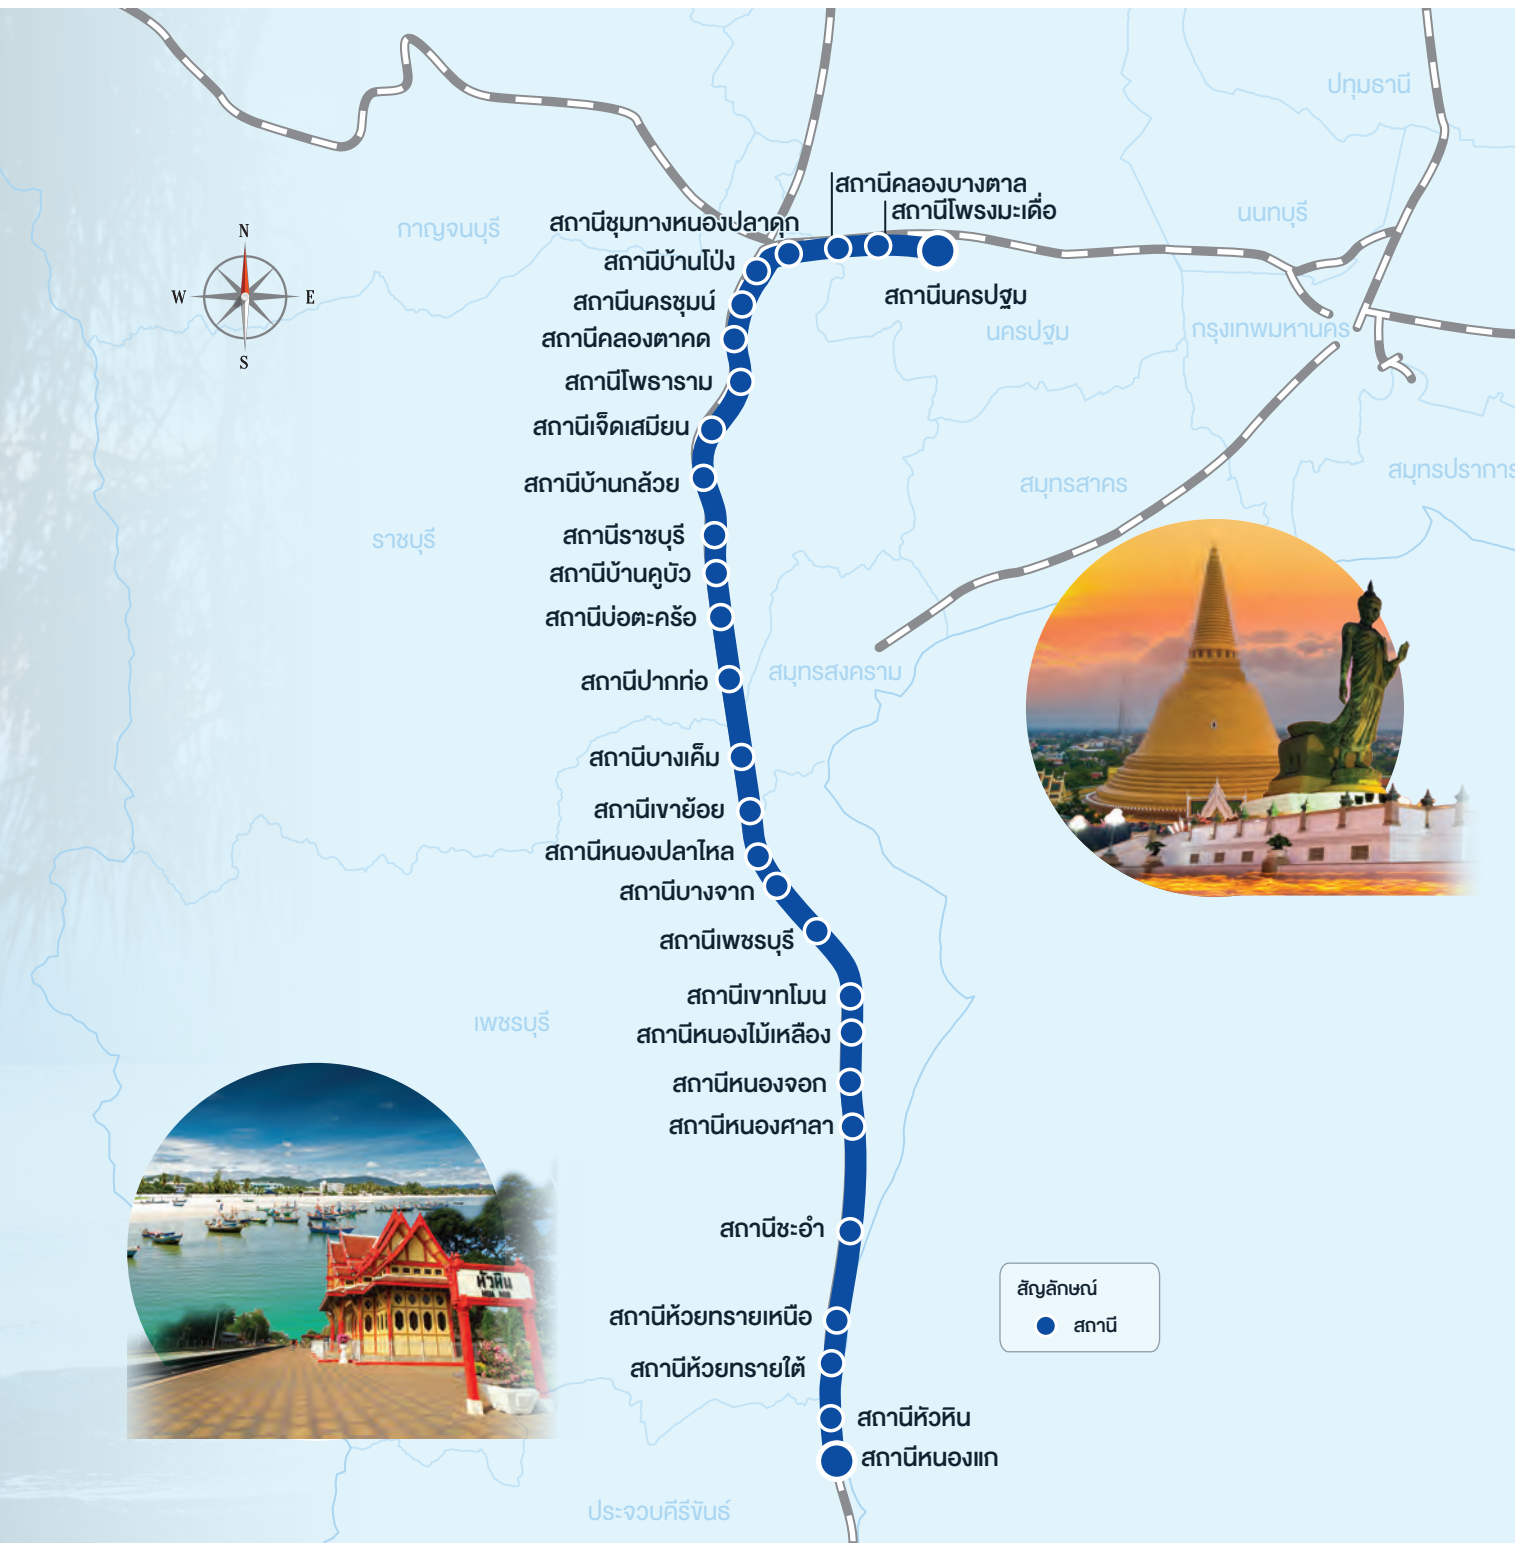 ปทุมธานี
สถานีคลองบางตาล
สถานีโพรงมะเดื่อ
นนทบุรี
สถานีชุมทางหนองปลาดุก
กาญจนบุรี
N
W
E
S
สถานีบ้านโป่ง
สถานีนครปฐม
สถานีนครชุมน์
นครปฐม
กรุงเทพมหานคร
สถานีคลองตาคด
สถานีโพธาราม
สถานีเจ็ดเสมียน
สมุทรปราการ
สถานีบ้านกล้วย
สมุทรสาคร
ราชบุรี
สถานีราชบุรี
สถานีบ้านคูบัว
สถานีบ่อตะคร้อ
สมุทรสงคราม
สถานีปากท่อ
สถานีบางเค็ม
สถานีเขาย้อย
สถานีหนองปลาไหล
สถานีบางจาก
สถานีเพชรบุรี
สถานีเขาทโมน
เพชรบุรี
สถานีหนองไม้เหลือง
สถานีหนองจอก
สถานีหนองศาลา
สถานีชะอำ
หัวหิน
HUA HIN
สัญลักษณ์
สถานี
สถานีห้วยทรายเหนือ
สถานีห้วยทรายใต้
สถานีหัวหิน
สถานีหนองแก
ประจวบคีรีขันธ์